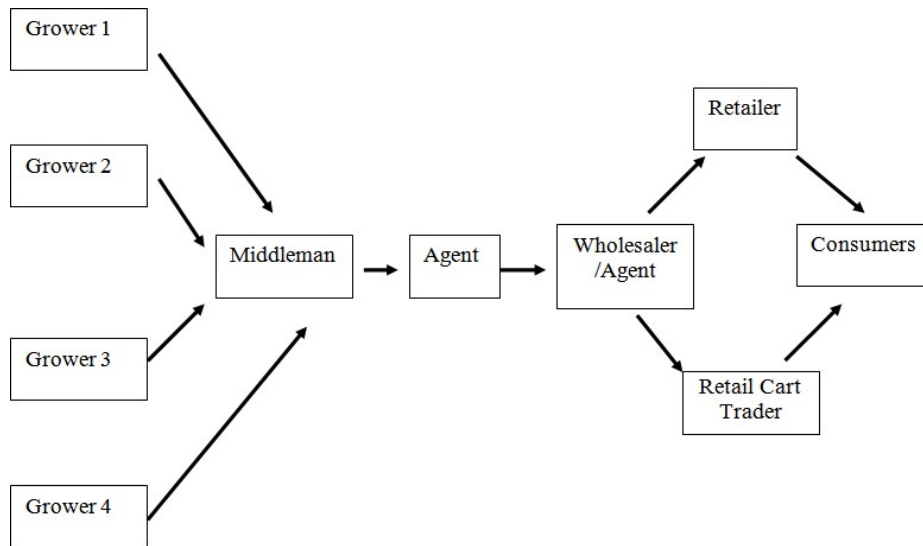 Grower 1
Grower 2
Grower 3
Grower 4
Middleman
Agent
Wholesaler
/Agent
Retailer
Retail Cart
Trader
Consumers